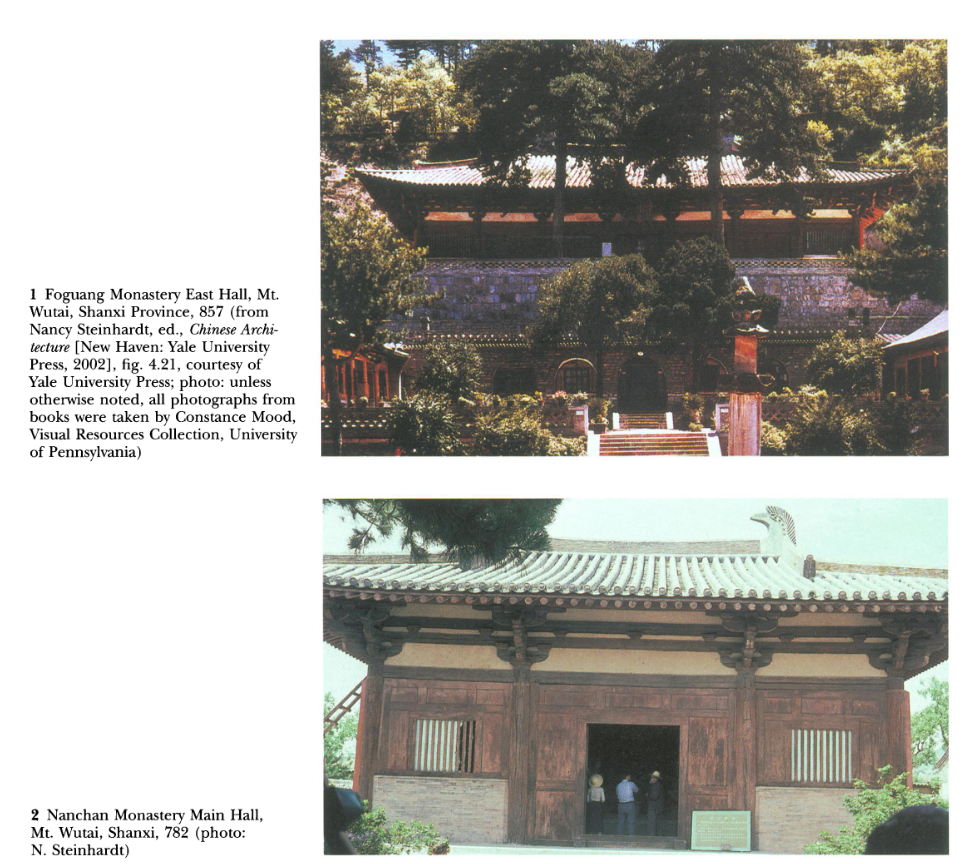 1 Foguang Monastery East Hall, Mt.
Wutai, Shanxi Province, 857 (from
Nancy Steinhardt, ed., Chinese Archi-
tecture [New Haven: Yale University
Press, 2002], fig. 4.21, courtesy of
Yale University Press; photo: unless
otherwise noted, all photographs from
books were taken by Constance Mood,
Visual Resources Collection, University
of Pennsylvania)
2 Nanchan Monastery Main Hall,
Mt. Wutai, Shanxi, 782 (photo:
N. Steinhardt)